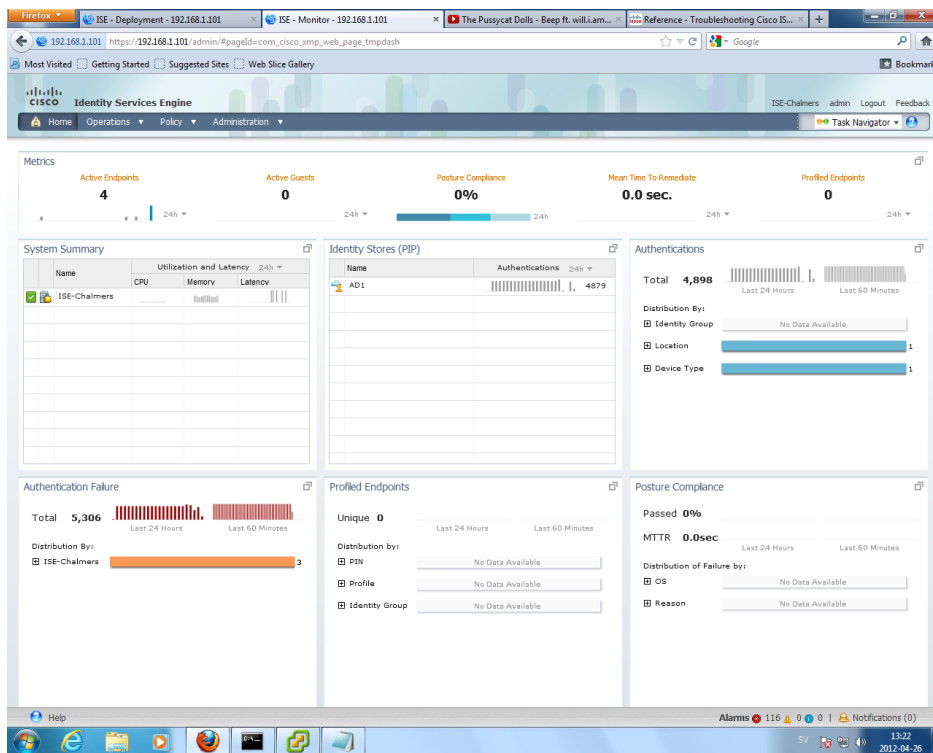 Firefox
ISE - Deployment - 192.168.1.101
ISE - Monitor - 192.168.1.101
The Pussycat Dolls - Beep ft. will.i.am...
Reference - Troubleshooting Cisco IS...
192.168.1.101 https://192.168.1.101/admin/#pageId=com_cisco_xmp_web_page_tmpdash
Google
Most Visited Getting Started Suggested Sites Web Slice Gallery
Bookmark
CISCO Identity Services Engine
ISE-Chalmers admin Logout Feedback
Home Operations Policy Administration
Task Navigator
Metrics
Active Endpoints Active Guests Posture Compliance Mean Time To Remediate Profiled Endpoints
4 0 0% 0.0 sec. 0
24h 24h 24h 24h 24h
System Summary
Name Utilization and Latency 24h
CPU Memory Latency
ISE-Chalmers
Identity Stores (PIP)
Name Authentications 24h
AD1 4879
Authentications
Total 4,898
Last 24 Hours Last 60 Minutes
Distribution By:
Identity Group No Data Available
Location 1
Device Type 1
Authentication Failure
Total 5,306
Last 24 Hours Last 60 Minutes
Distribution By:
ISE-Chalmers 3
Profiled Endpoints
Unique 0
Last 24 Hours Last 60 Minutes
Distribution by:
PIN No Data Available
Profile No Data Available
Identity Group No Data Available
Posture Compliance
Passed 0%
MTTR 0.0sec
Last 24 Hours Last 60 Minutes
Distribution of Failure by:
OS No Data Available
Reason No Data Available
Help
Alarms 116 0 0 | Notifications (0)
SV
13:22
2012-04-26